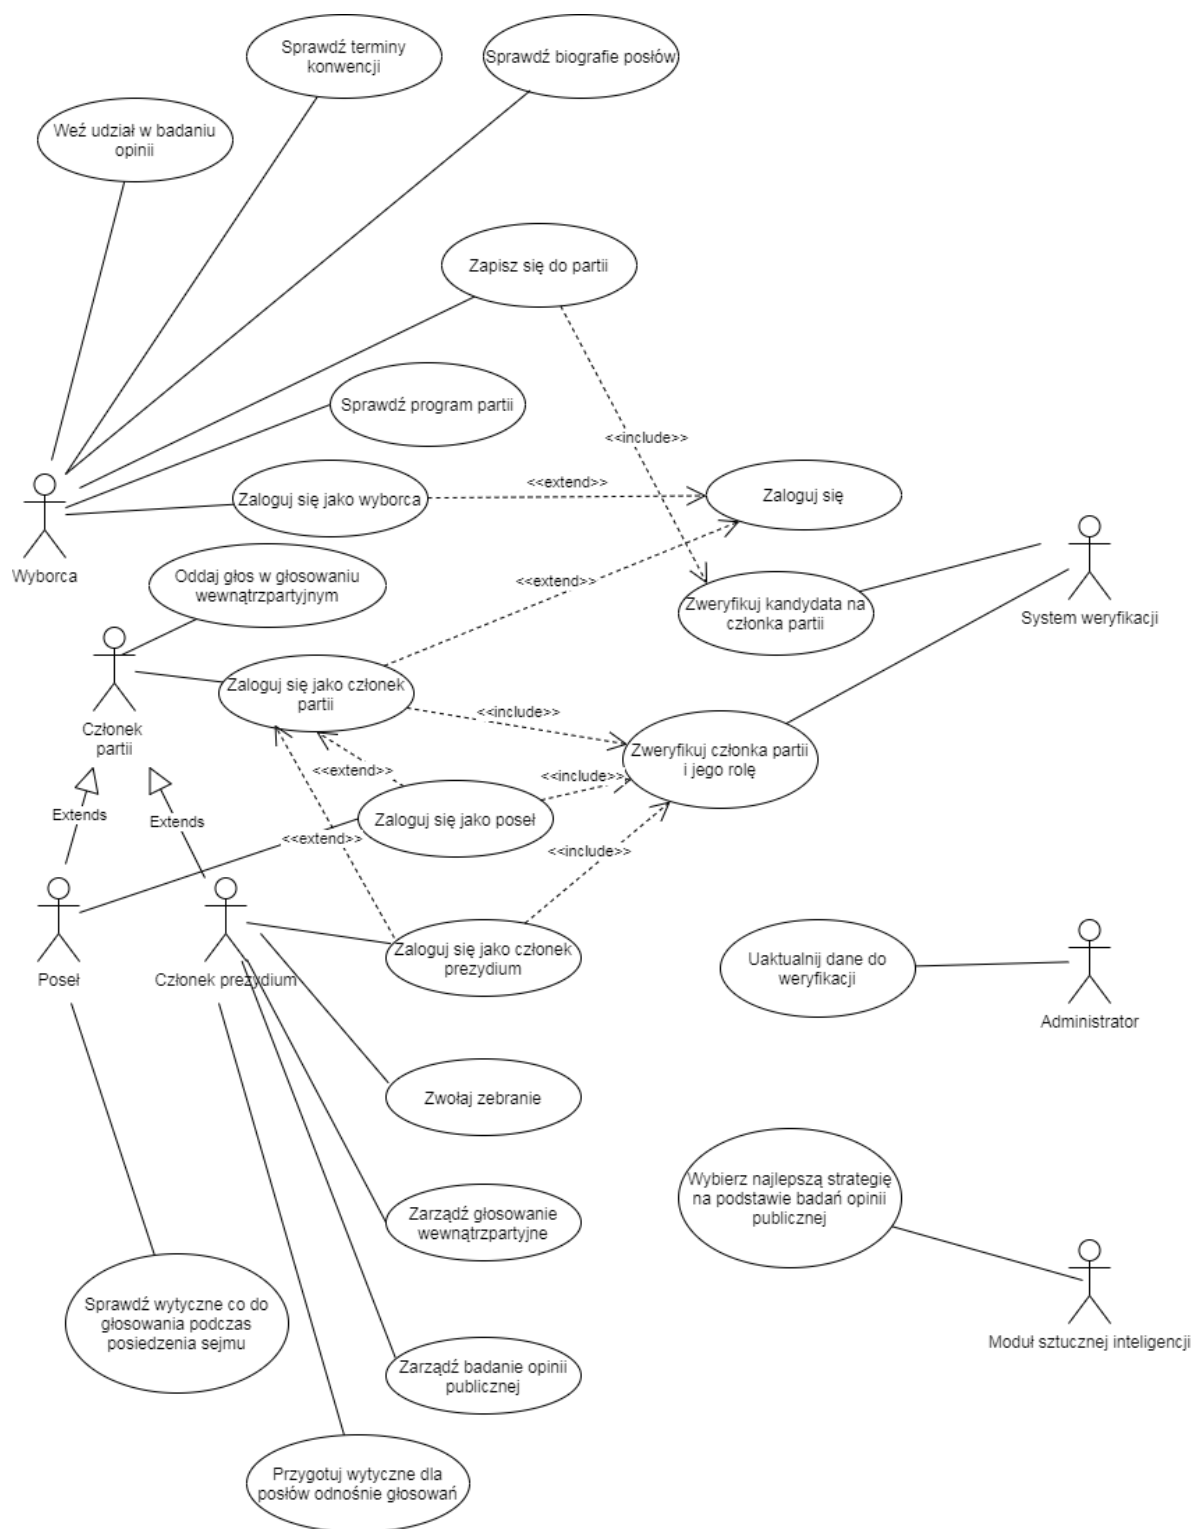 Sprawdź terminy
konwencji
Sprawdź biografie posłów
Weź udział w badaniu
opinii
Zapisz się do partii
Sprawdź program partii
<<include>>
<<extend>>
Zaloguj się jako wyborca
Zaloguj się
Wyborca
Oddaj głos w głosowaniu
wewnątrzpartyjnym
<<extend>>
Zweryfikuj kandydata na
członka partii
System weryfikacji
Zaloguj się jako członek
partii
<<include>>
Członek
partii
Zweryfikuj członka partii
i jego rolę
<<extend>>
<<include>>
Extends
Extends
Zaloguj się jako poseł
<<extend>>
<<include>>
Zaloguj się jako członek
prezydium
Poseł
Członek prezydium
Uaktualnij dane do
weryfikacji
Administrator
Zwołaj zebranie
Wybierz najlepszą strategię
na podstawie badań opinii
publicznej
Zarządź głosowanie
wewnątrzpartyjne
Sprawdź wytyczne co do
głosowania podczas
posiedzenia sejmu
Moduł sztucznej inteligencji
Zarządź badanie opinii
publicznej
Przygotuj wytyczne dla
posłów odnośnie głosowań